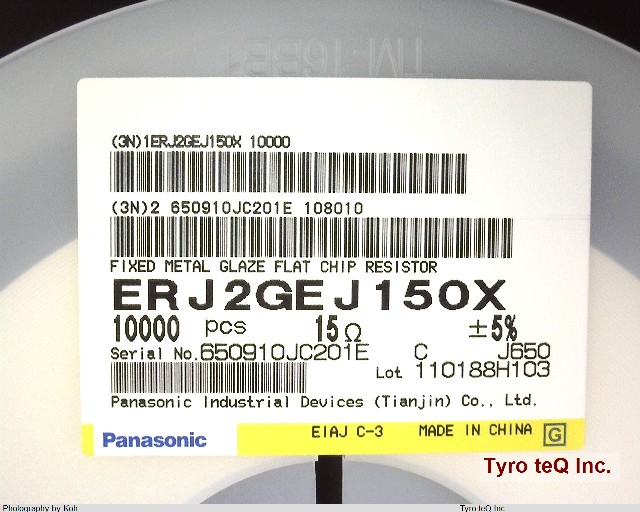 TM-16BB1
(3N)1ERJ2GEJ150X 10000
(3N)2 650910JC201E 108010
FIXED METAL GLAZE FLAT CHIP RESISTOR
ERJ2GEJ150X
10000 pcs 15Ω ±5%
Serial No.650910JC201E C J650
Lot 110188H103
Panasonic Industrial Devices (Tianjin) Co., Ltd.
Panasonic EIAJ C-3 MADE IN CHINA G
Tyro teQ Inc.
Photography by Koh Tyro teQ Inc